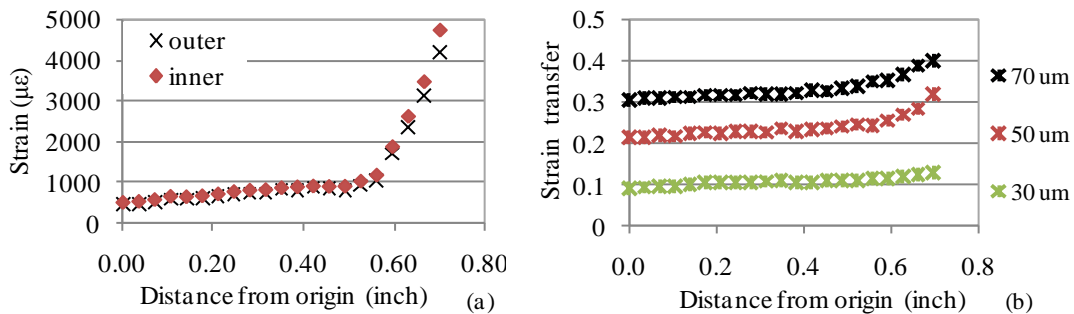 5000
4000
3000
2000
1000
0
Strain (με)
outer
inner
0.00 0.20 0.40 0.60 0.80
Distance from origin (inch) (a)
0.5
0.4
0.3
0.2
0.1
0
Strain transfer
70 um
50 um
30 um
0.0 0.2 0.4 0.6 0.8
Distance from origin (inch) (b)